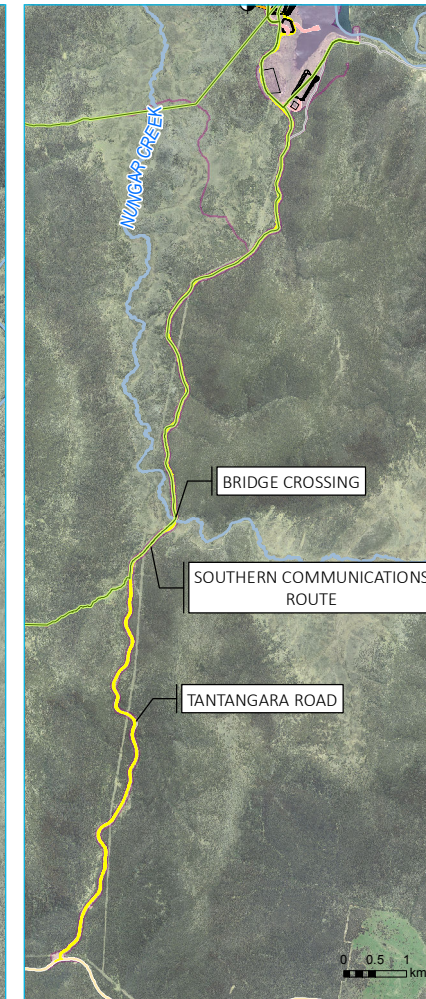 NUNGAR CREEK
BRIDGE CROSSING
SOUTHERN COMMUNICATIONS
ROUTE
TANTANGARA ROAD
0 0.5 1
km